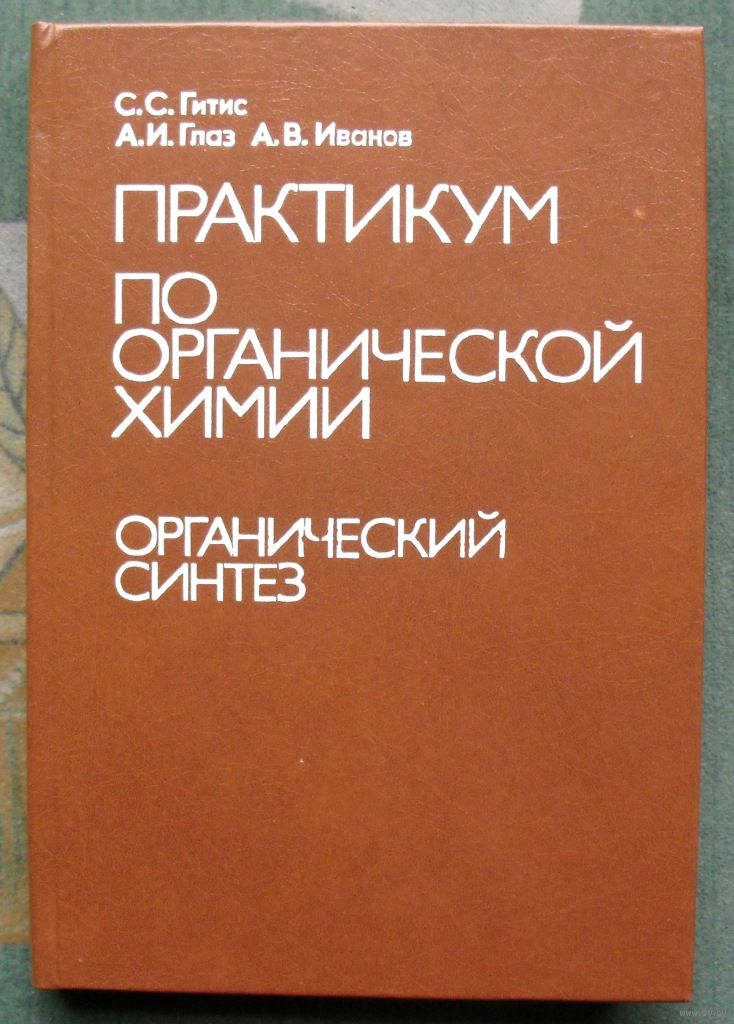 С. С. Гитис
А. И. Глаз А. В. Иванов
ПРАКТИКУМ
ПО
ОРГАНИЧЕСКОЙ
ХИМИИ
ОРГАНИЧЕСКИЙ
СИНТЕЗ